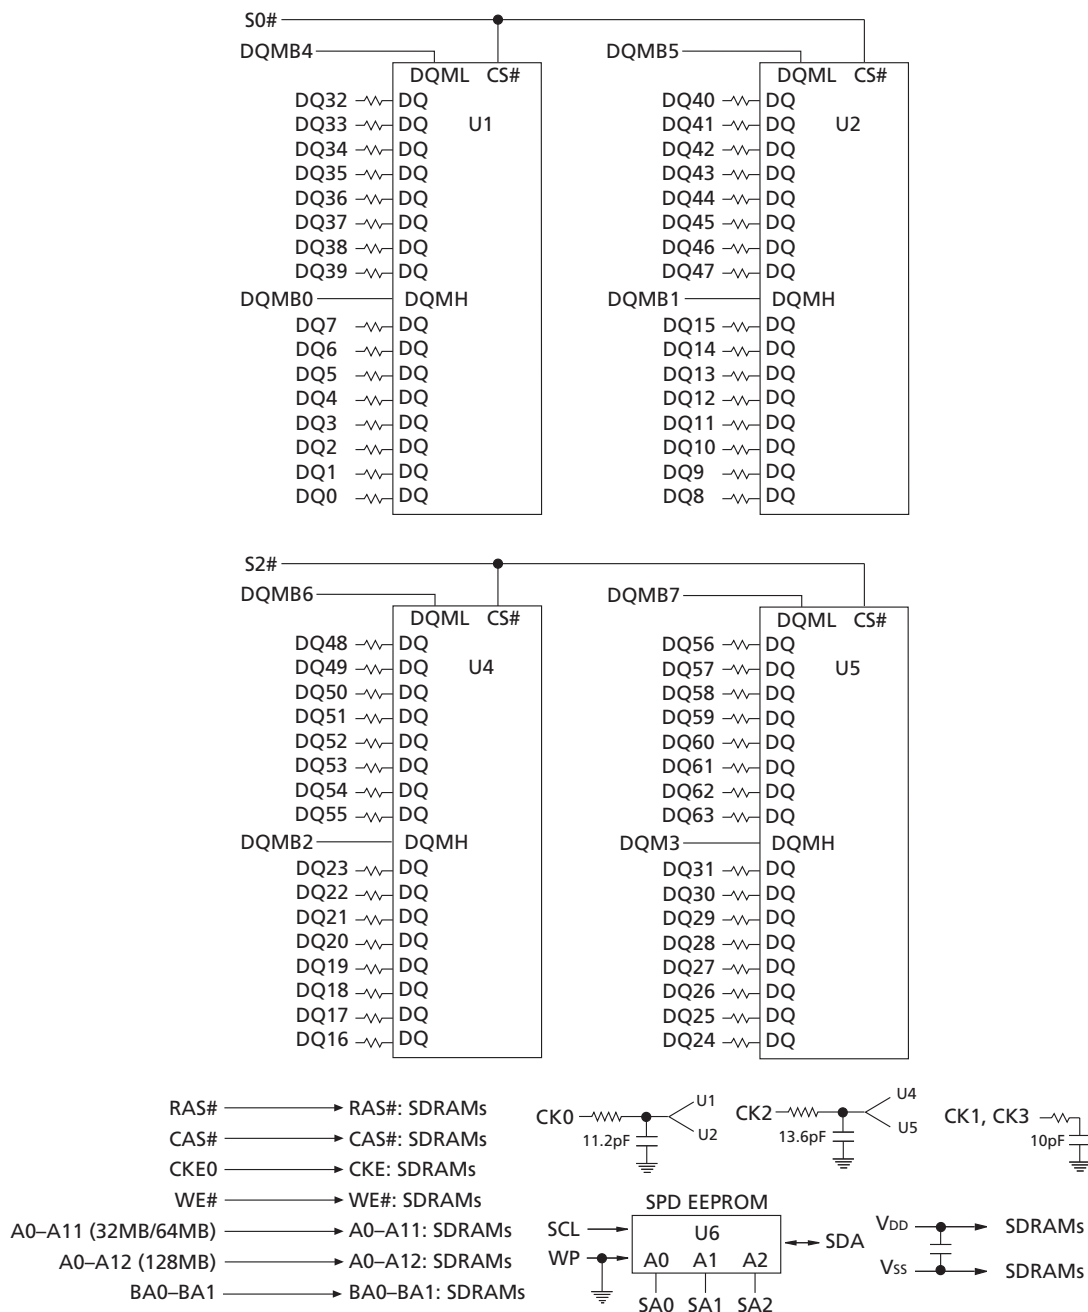 S0#
DQMB4 DQMB5
DQML CS# DQML CS#
DQ32 DQ DQ40 DQ
DQ33 DQ U1 DQ41 DQ U2
DQ34 DQ DQ42 DQ
DQ35 DQ DQ43 DQ
DQ36 DQ DQ44 DQ
DQ37 DQ DQ45 DQ
DQ38 DQ DQ46 DQ
DQ39 DQ DQ47 DQ
DQMB0 DQMH DQMB1 DQMH
DQ7 DQ DQ15 DQ
DQ6 DQ DQ14 DQ
DQ5 DQ DQ13 DQ
DQ4 DQ DQ12 DQ
DQ3 DQ DQ11 DQ
DQ2 DQ DQ10 DQ
DQ1 DQ DQ9 DQ
DQ0 DQ DQ8 DQ
S2#
DQMB6 DQMB7
DQML CS# DQML CS#
DQ48 DQ DQ56 DQ
DQ49 DQ U4 DQ57 DQ U5
DQ50 DQ DQ58 DQ
DQ51 DQ DQ59 DQ
DQ52 DQ DQ60 DQ
DQ53 DQ DQ61 DQ
DQ54 DQ DQ62 DQ
DQ55 DQ DQ63 DQ
DQMB2 DQMH DQM3 DQMH
DQ23 DQ DQ31 DQ
DQ22 DQ DQ30 DQ
DQ21 DQ DQ29 DQ
DQ20 DQ DQ28 DQ
DQ19 DQ DQ27 DQ
DQ18 DQ DQ26 DQ
DQ17 DQ DQ25 DQ
DQ16 DQ DQ24 DQ
RAS# RAS#: SDRAMs
CAS# CAS#: SDRAMs
CKE0 CKE: SDRAMs
WE# WE#: SDRAMs
A0–A11 (32MB/64MB) A0–A11: SDRAMs
A0–A12 (128MB) A0–A12: SDRAMs
BA0–BA1 BA0–BA1: SDRAMs
CK0 U1
U2
11.2pF
CK2 U4
U5
13.6pF
CK1, CK3
10pF
SPD EEPROM
SCL U6
SDA
WP A0 A1 A2
SA0 SA1 SA2
VDD SDRAMs
VSS SDRAMs